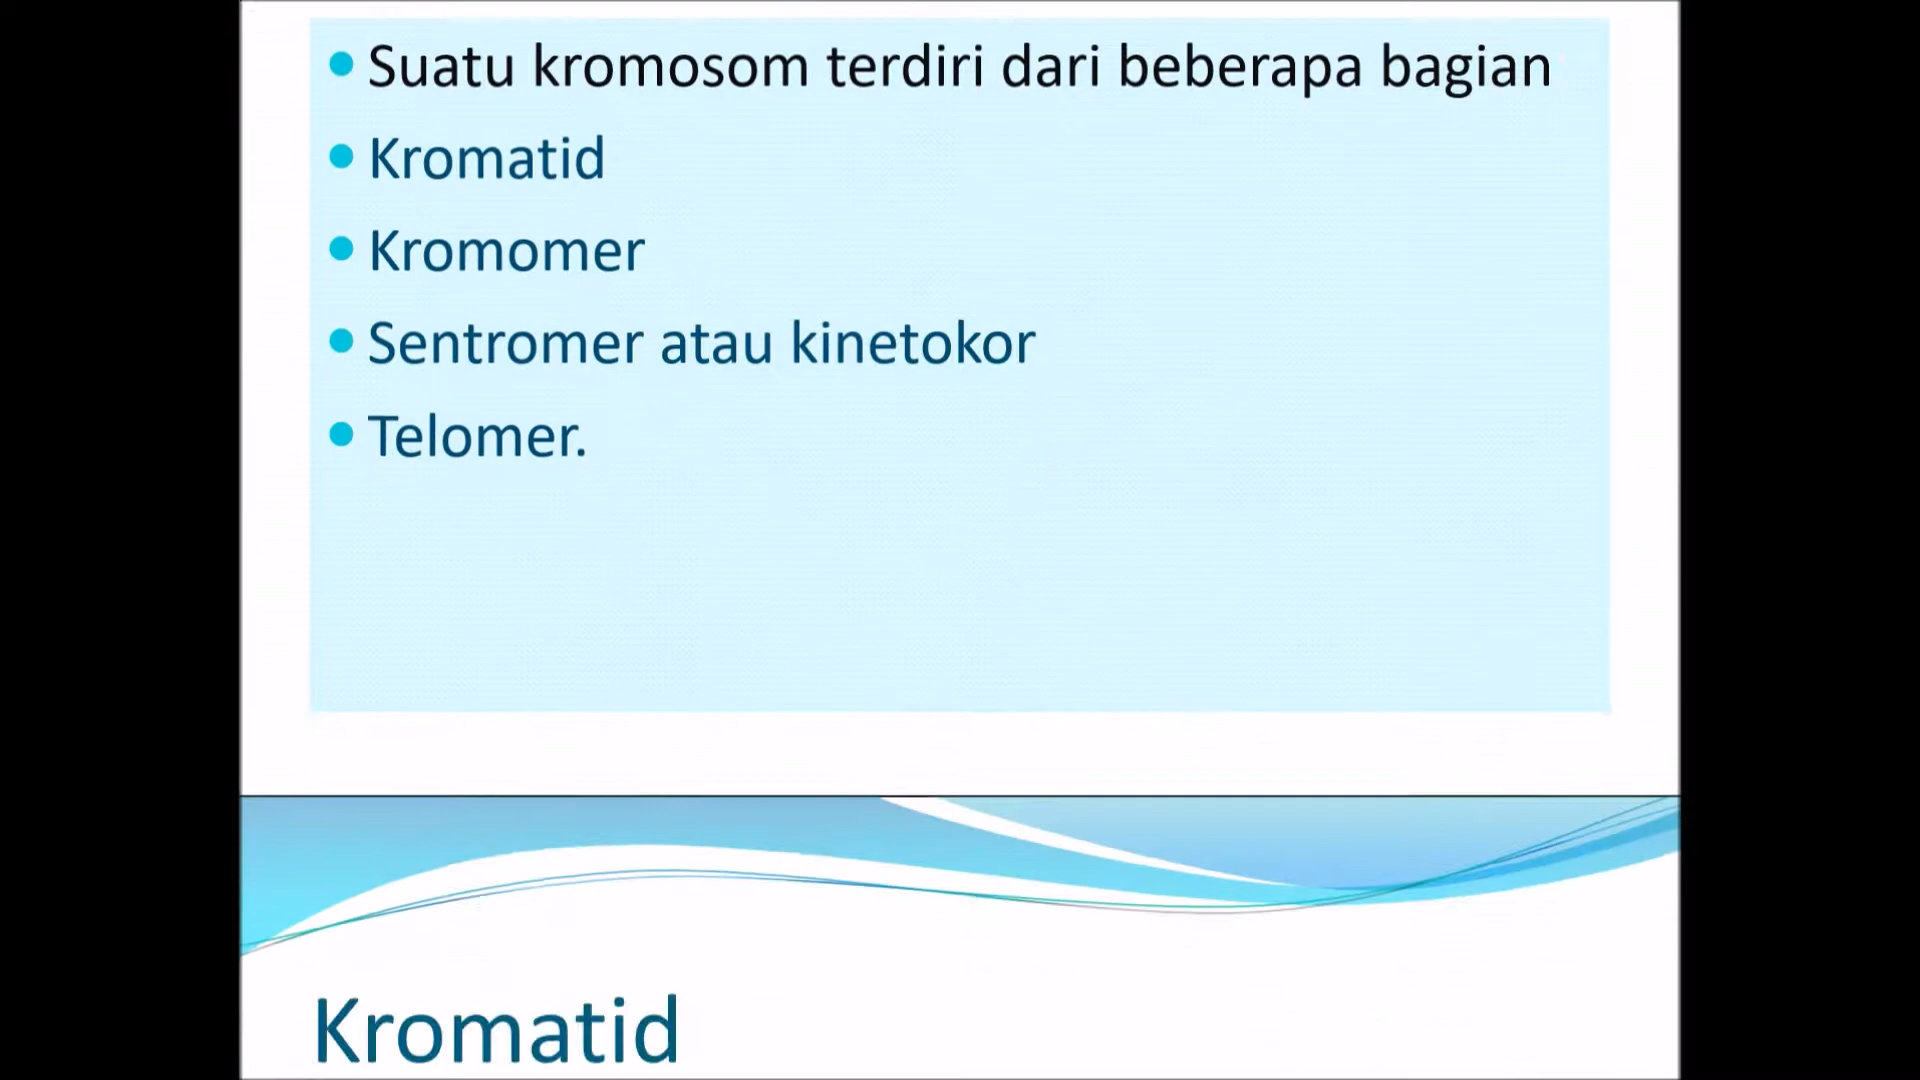 Suatu kromosom terdiri dari beberapa bagian
Kromatid
Kromomer
Sentromer atau kinetokor
Telomer.
Kromatid